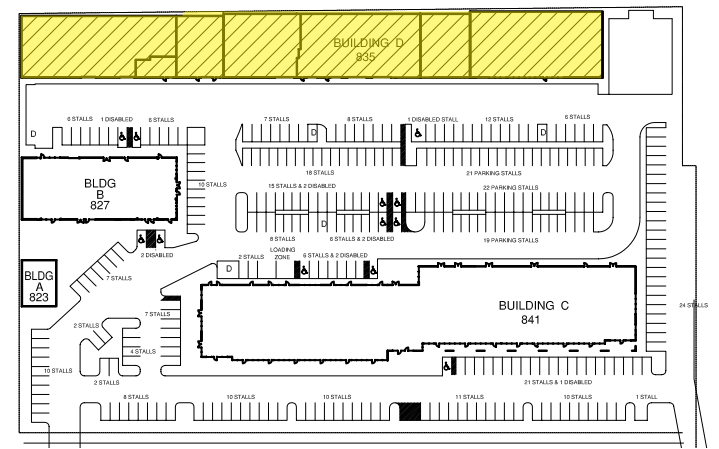 BUILDING D
835
6 STALLS
1 DISABLED
6 STALLS
D
7 STALLS
D
8 STALLS
1 DISABLED STALL
12 STALLS
D
6 STALLS
18 STALLS
21 PARKING STALLS
BLDG
B
827
10 STALLS
15 STALLS & 2 DISABLED
22 PARKING STALLS
D
8 STALLS
6 STALLS & 2 DISABLED
19 PARKING STALLS
2 DISABLED
LOADING
ZONE
2 STALLS
6 STALLS & 2 DISABLED
D
BLDG
A
823
7 STALLS
BUILDING C
841
24 STALLS
7 STALLS
2 STALLS
4 STALLS
10 STALLS
2 STALLS
21 STALLS & 1 DISABLED
8 STALLS
10 STALLS
10 STALLS
11 STALLS
10 STALLS
1 STALL